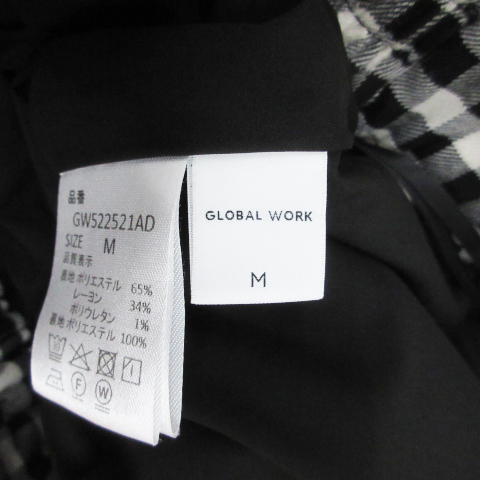 品番
GW522521AD
SIZE M
品質表示
表地 ポリエステル 65%
レーヨン 34%
ポリウレタン 1%
裏地 ポリエステル 100%
F W
GLOBAL WORK
M